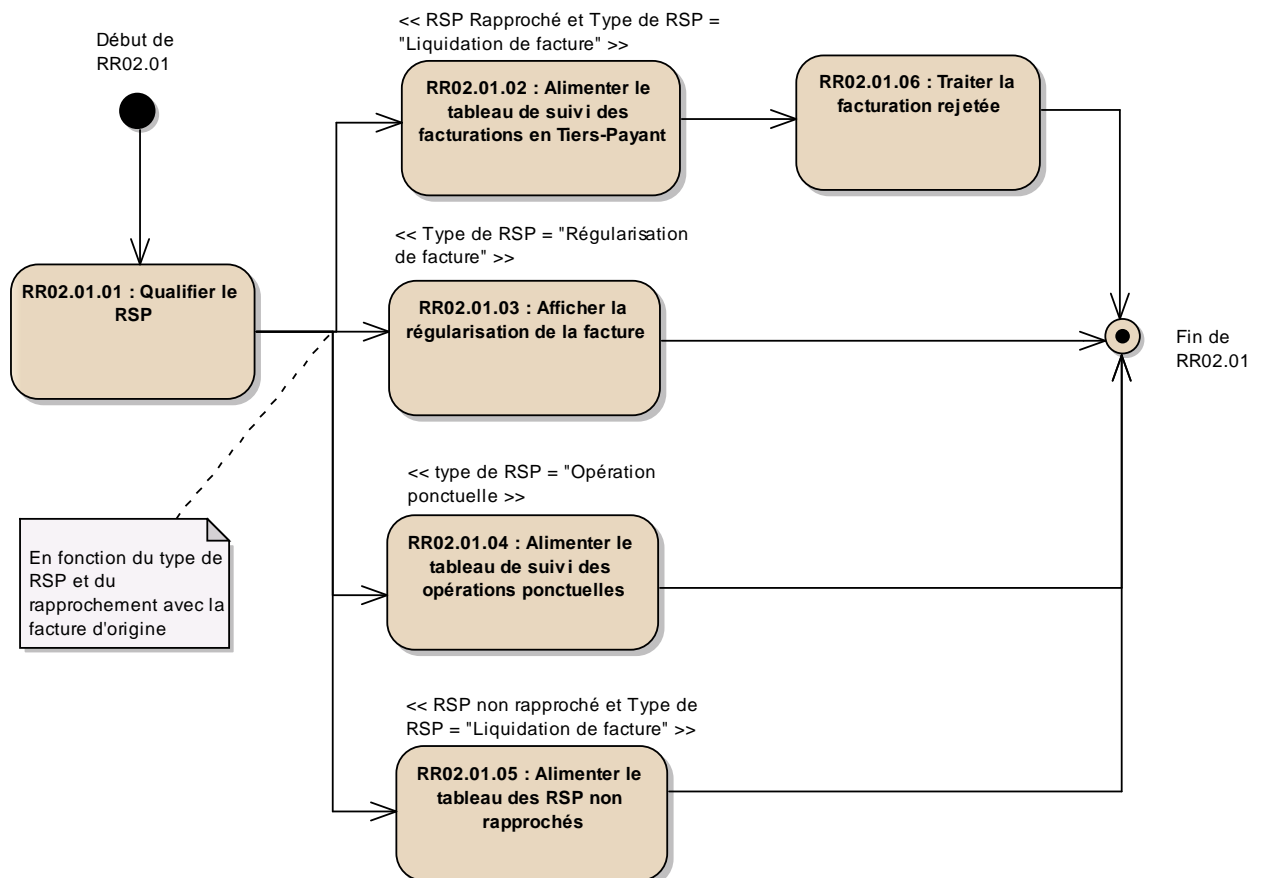 Début de
RR02.01
<< RSP Rapproché et Type de RSP =
"Liquidation de facture" >>
RR02.01.02 : Alimenter le
tableau de suivi des
facturations en Tiers-Payant
RR02.01.06 : Traiter la
facturation rejetée
<< Type de RSP = "Régularisation
de facture" >>
RR02.01.01 : Qualifier le
RSP
RR02.01.03 : Afficher la
régularisation de la facture
Fin de
RR02.01
<< type de RSP = "Opération
ponctuelle >>
RR02.01.04 : Alimenter le
tableau de suivi des
opérations ponctuelles
En fonction du type de
RSP et du
rapprochement avec la
facture d'origine
<< RSP non rapproché et Type de
RSP = "Liquidation de facture" >>
RR02.01.05 : Alimenter le
tableau des RSP non
rapprochés